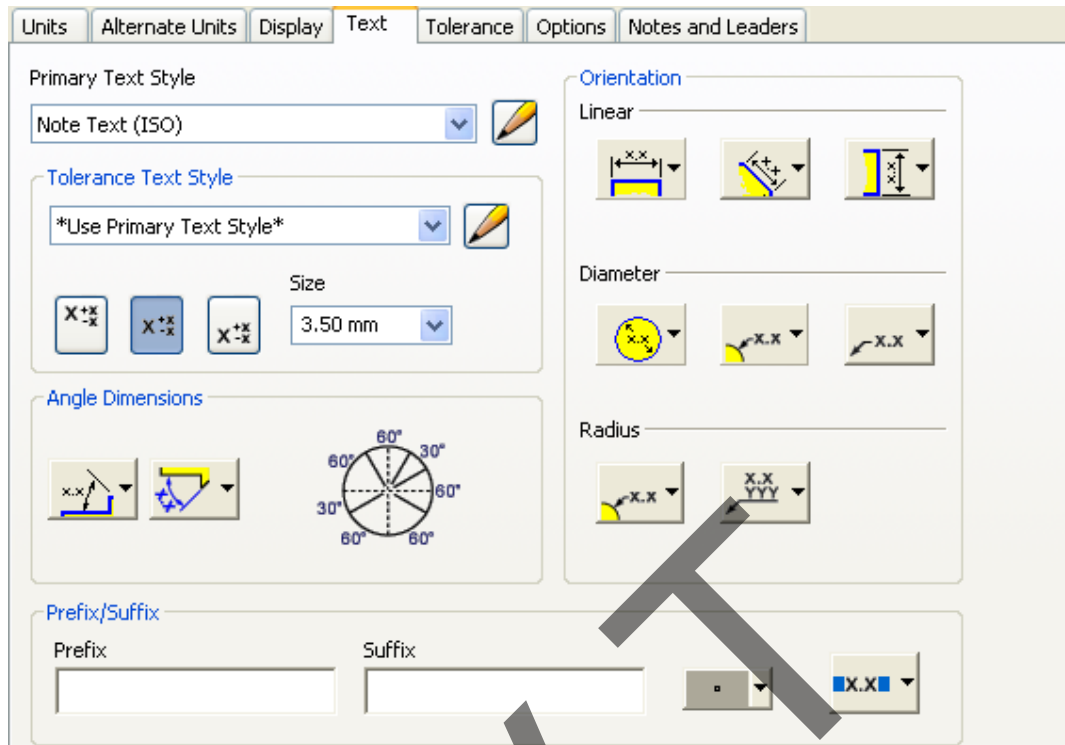 Units Alternate Units Display Text Tolerance Options Notes and Leaders
Primary Text Style
Note Text (ISO)
Tolerance Text Style
*Use Primary Text Style*
Size
X+X-X X+X-X X+X-X 3.50 mm
Angle Dimensions
x.x
60°
60° 30°
30° 60°
60° 60°
Orientation
Linear
x.x ++ x.x
Diameter
x.x x.x x.x
Radius
x.x X.X
YYY
Prefix/Suffix
Prefix Suffix
X.X
T